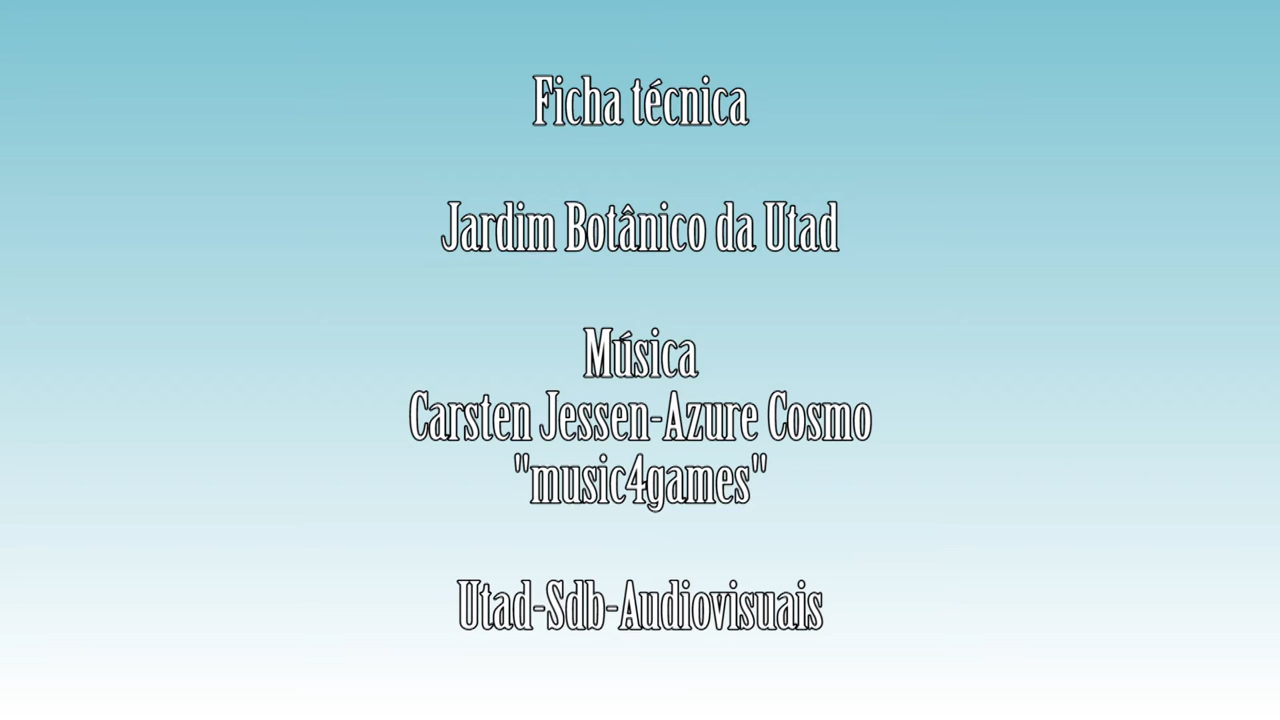 Ficha técnica
Jardim Botânico da Utad
Música
Carsten Jessen-Azure Cosmo
"music4games"
Utad-Sdb-Audiovisuais